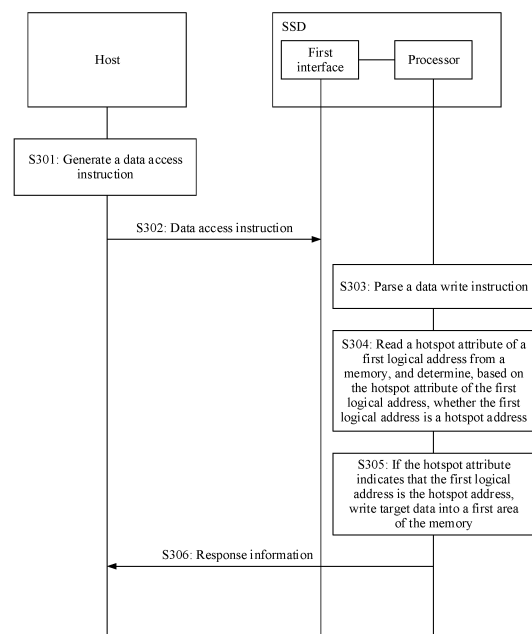 Host
SSD
First
interface
Processor
S301: Generate a data access
instruction
S302: Data access instruction
S303: Parse a data write instruction
S304: Read a hotspot attribute of a
first logical address from a
memory, and determine, based on
the hotspot attribute of the first
logical address, whether the first
logical address is a hotspot address
S305: If the hotspot attribute
indicates that the first logical
address is the hotspot address,
write target data into a first area
of the memory
S306: Response information